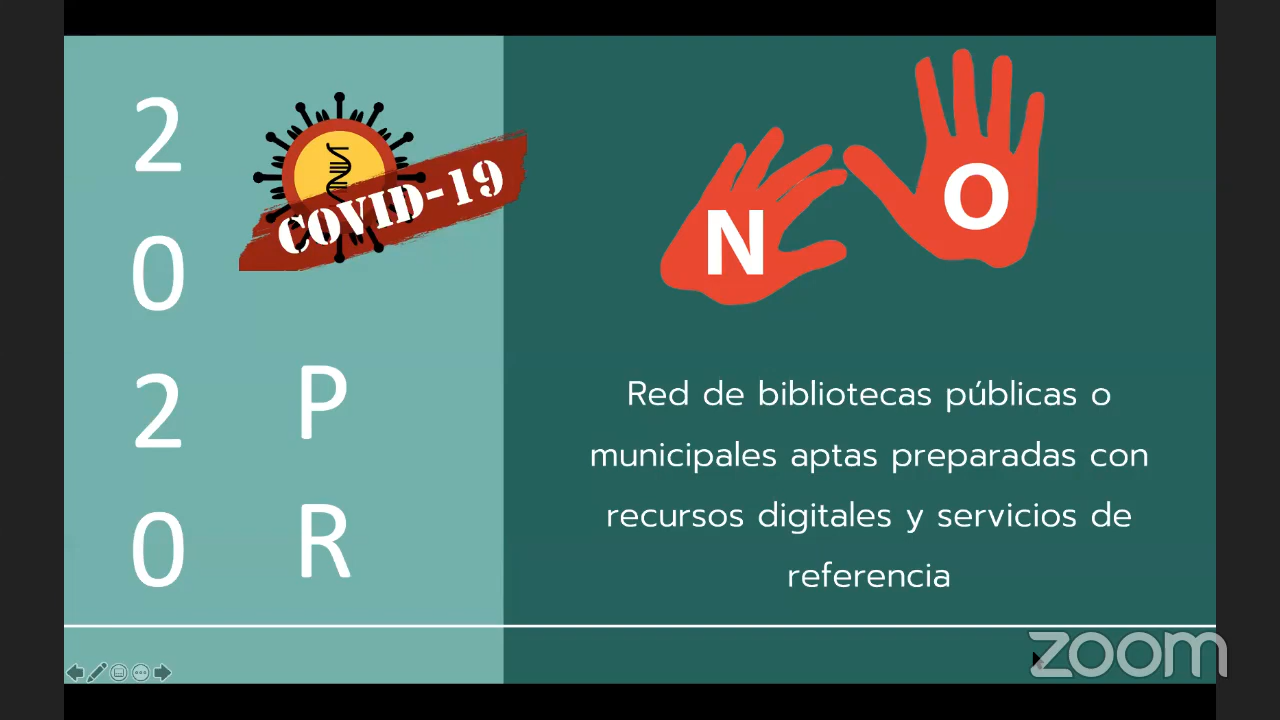 2
0
2
0
COVID-19
P
R
N O
Red de bibliotecas públicas o
municipales aptas preparadas con
recursos digitales y servicios de
referencia
zoom